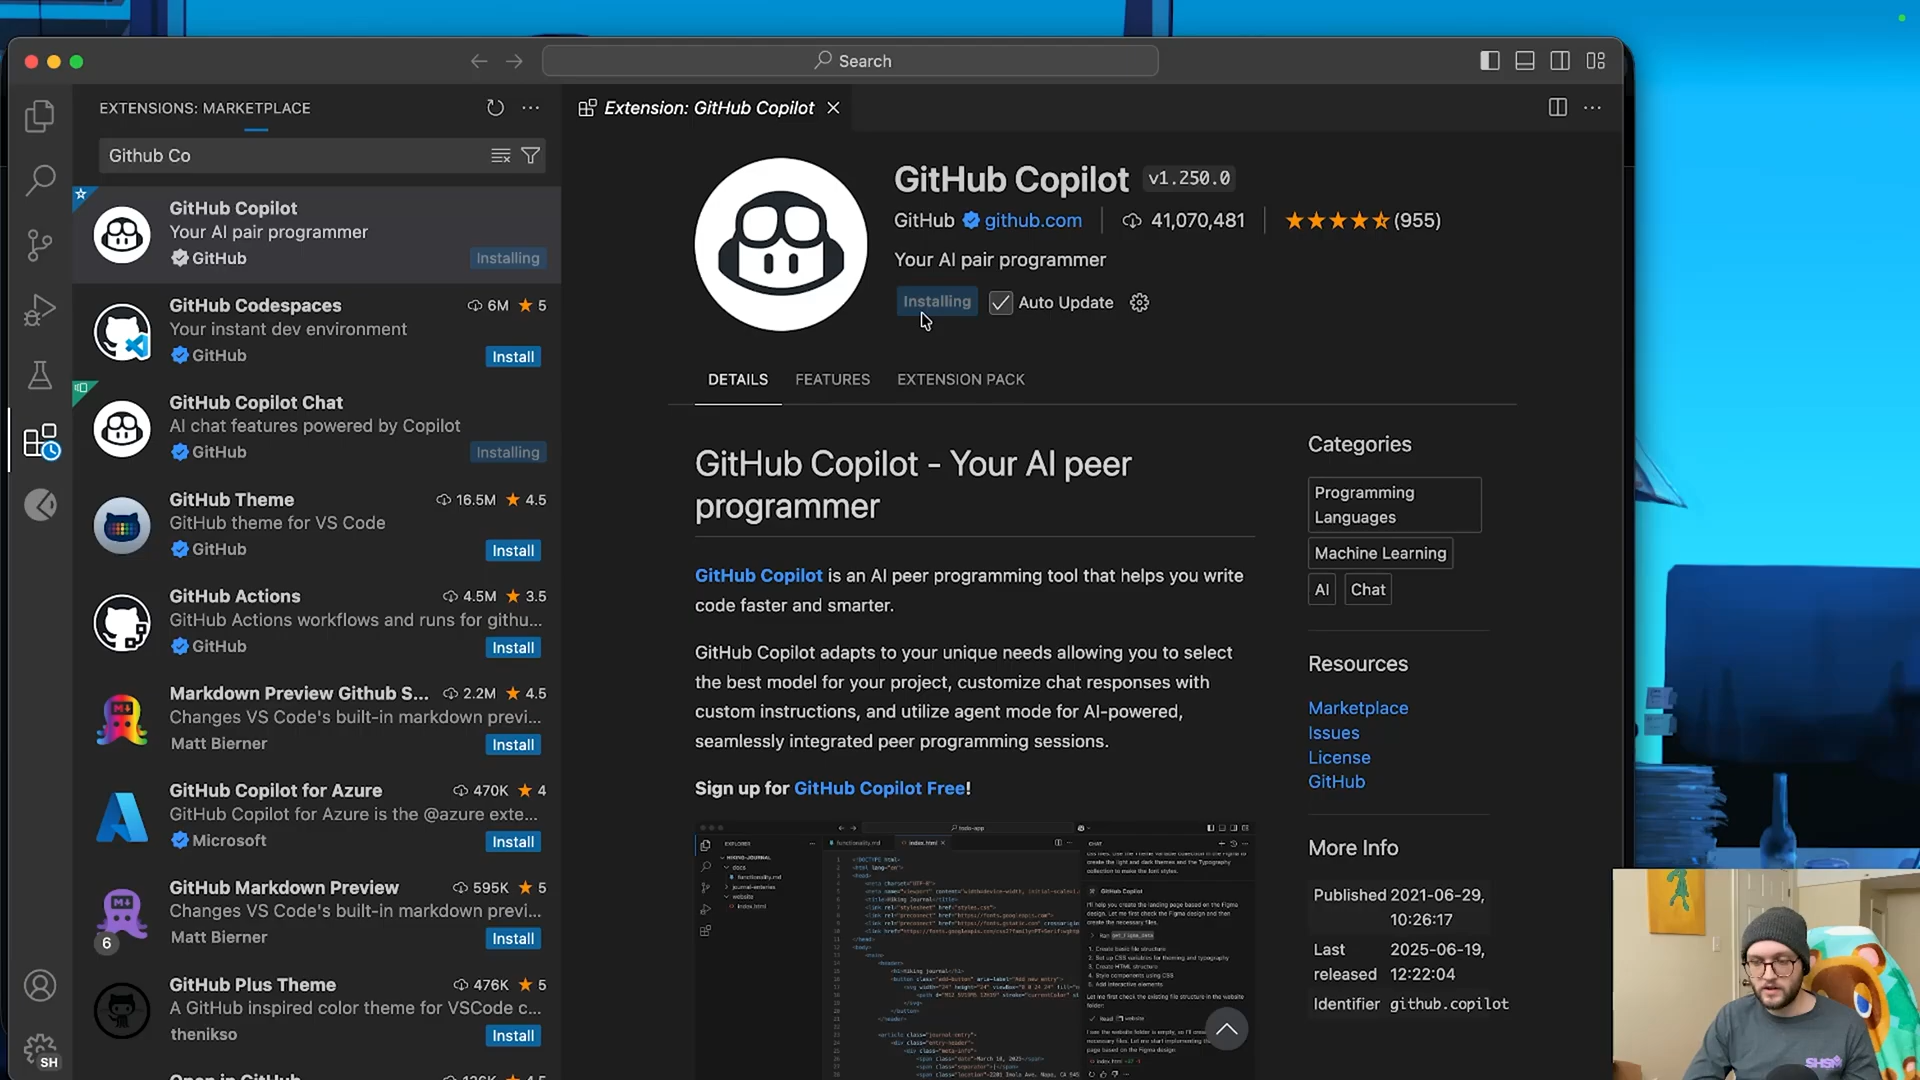 Search
EXTENSIONS: MARKETPLACE
Extension: GitHub Copilot
Github Co
GitHub Copilot
Your AI pair programmer
GitHub
Installing
GitHub Codespaces
6M
5
Your instant dev environment
GitHub
Install
GitHub Copilot Chat
AI chat features powered by Copilot
GitHub
Installing
GitHub Theme
16.5M
4.5
GitHub theme for VS Code
GitHub
Install
GitHub Actions
4.5M
3.5
GitHub Actions workflows and runs for githu...
GitHub
Install
Markdown Preview Github S...
2.2M
4.5
Changes VS Code's built-in markdown previ...
Matt Bierner
Install
GitHub Copilot for Azure
470K
4
GitHub Copilot for Azure is the @azure exte...
Microsoft
Install
GitHub Markdown Preview
595K
5
Changes VS Code's built-in markdown previ...
6
Matt Bierner
Install
GitHub Plus Theme
476K
5
A GitHub inspired color theme for VSCode c...
thenikso
Install
SH
GitHub Copilot
v1.250.0
GitHub
github.com
41,070,481
(955)
Your AI pair programmer
Installing
Auto Update
DETAILS
FEATURES
EXTENSION PACK
GitHub Copilot - Your AI peer
programmer
GitHub Copilot is an AI peer programming tool that helps you write
code faster and smarter.
GitHub Copilot adapts to your unique needs allowing you to select
the best model for your project, customize chat responses with
custom instructions, and utilize agent mode for AI-powered,
seamlessly integrated peer programming sessions.
Sign up for GitHub Copilot Free!
Categories
Programming
Languages
Machine Learning
AI
Chat
Resources
Marketplace
Issues
License
GitHub
More Info
Published 2021-06-29,
10:26:17
Last 2025-06-19,
released 12:22:04
Identifier github.copilot